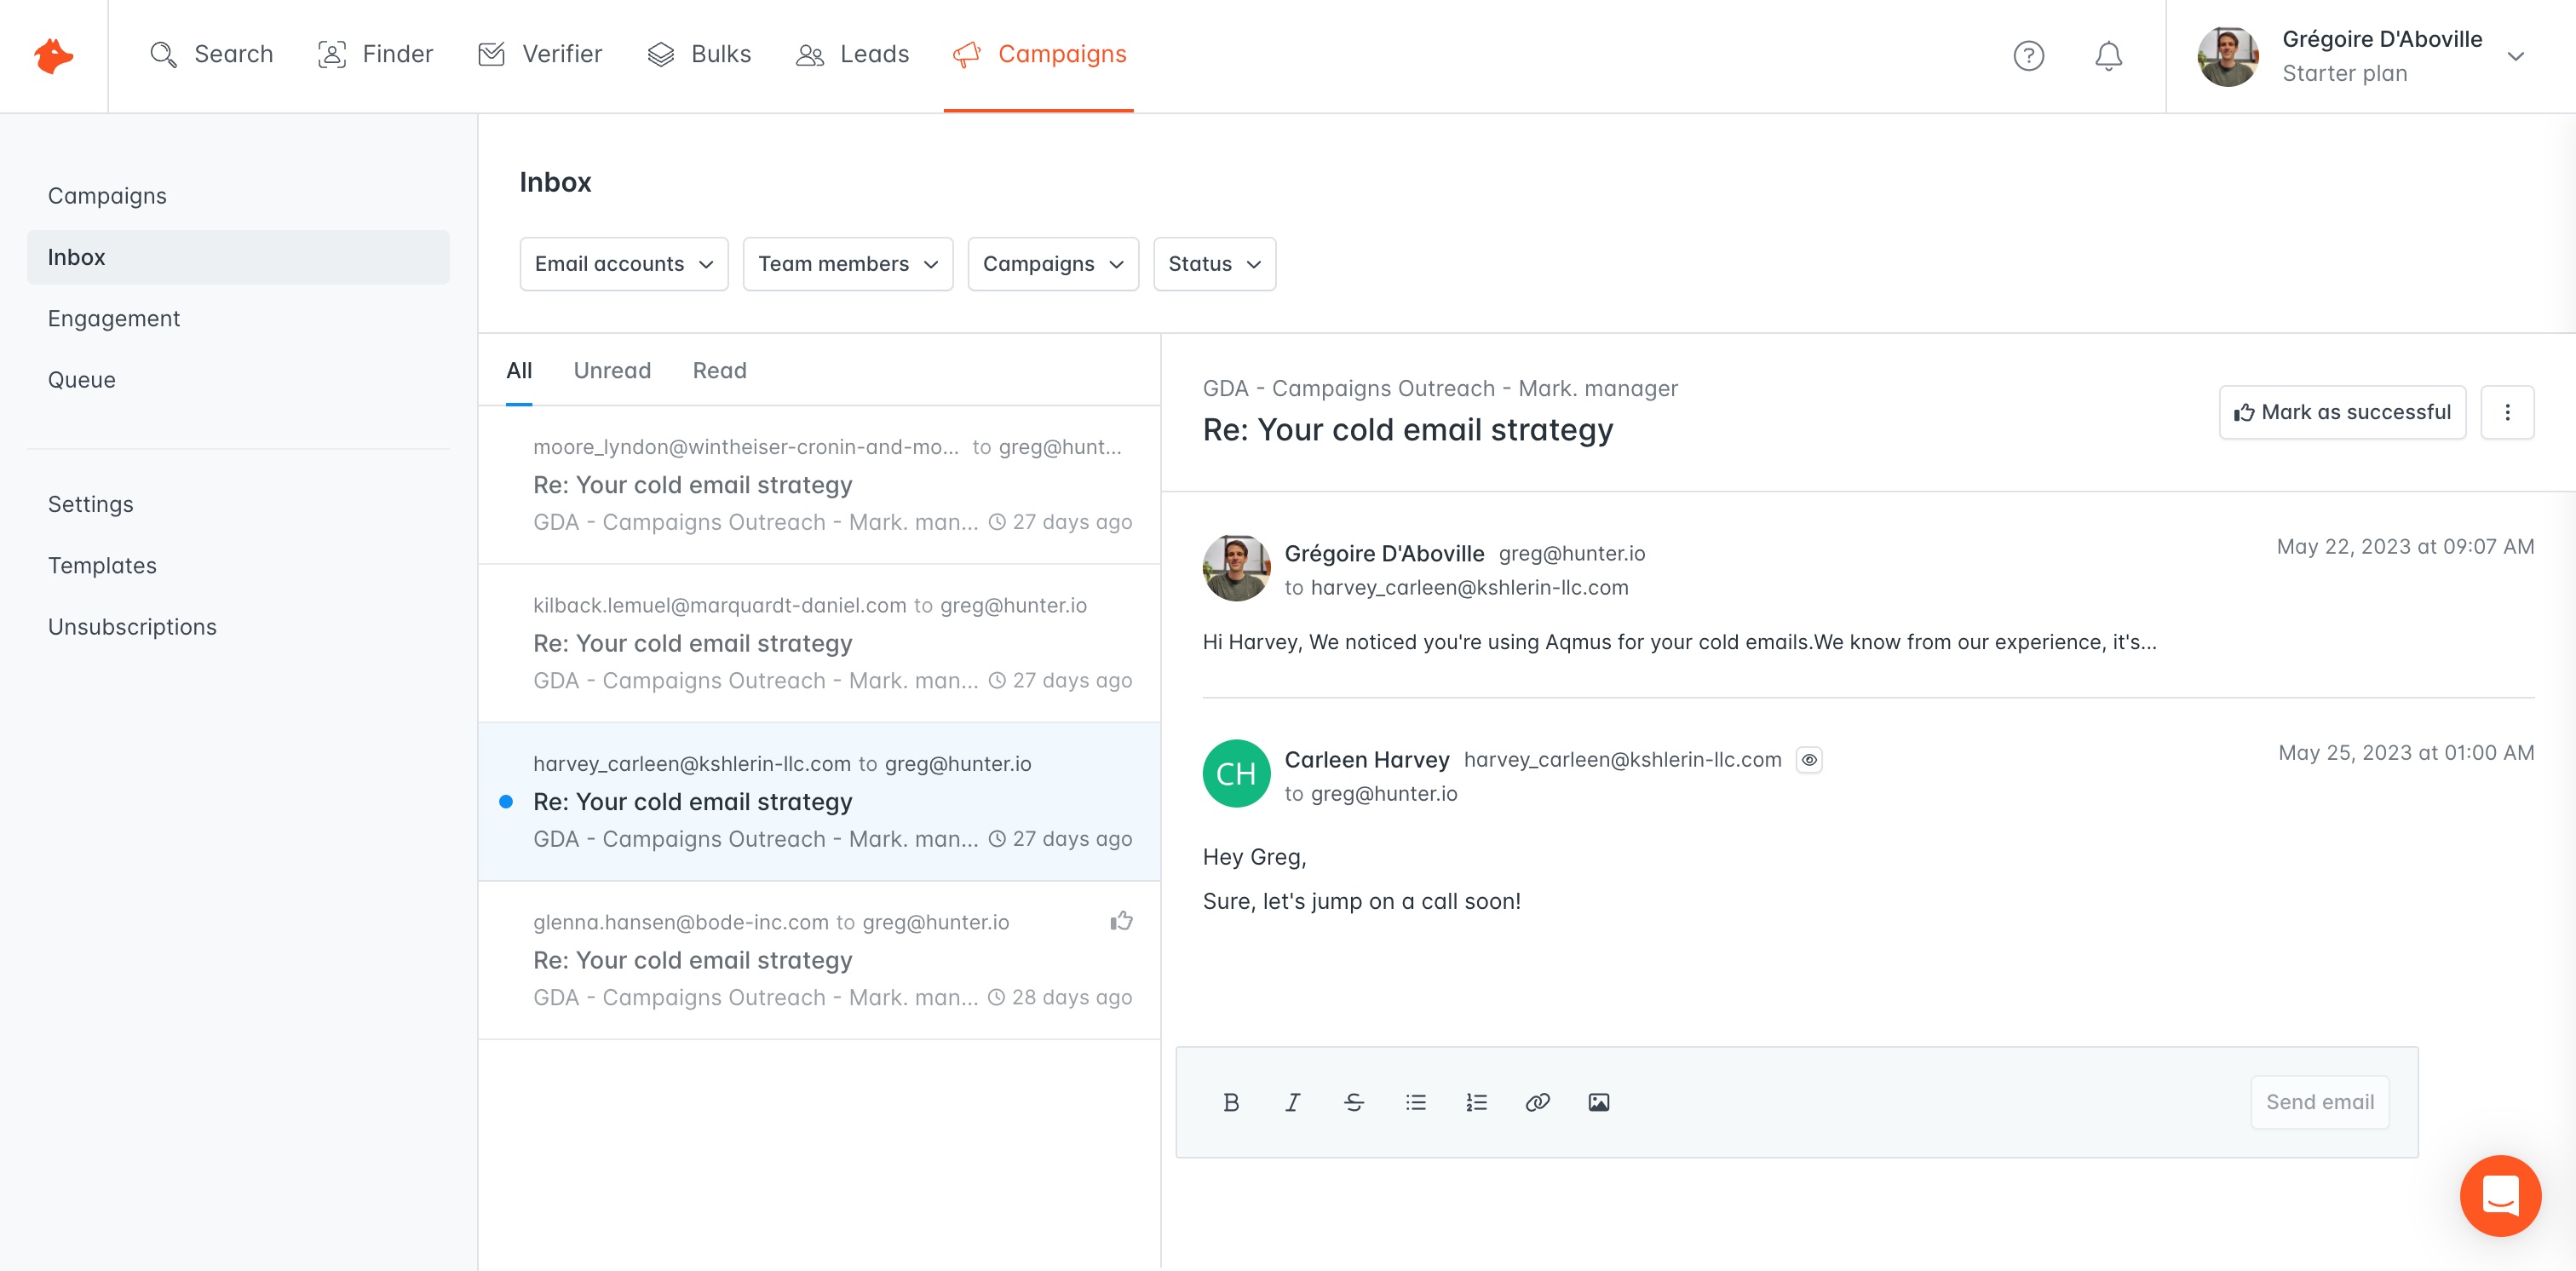 Search
Finder
Verifier
Bulks
Leads
Campaigns
Grégoire D'Aboville
Starter plan
Campaigns
Inbox
Engagement
Queue
Settings
Templates
Unsubscriptions
Inbox
Email accounts
Team members
Campaigns
Status
All
Unread
Read
moore_lyndon@wintheiser-cronin-and-mo... to greg@hunt...
Re: Your cold email strategy
GDA - Campaigns Outreach - Mark. man... 27 days ago
kilback.lemuel@marquardt-daniel.com to greg@hunter.io
Re: Your cold email strategy
GDA - Campaigns Outreach - Mark. man... 27 days ago
harvey_carleen@kshlerin-llc.com to greg@hunter.io
Re: Your cold email strategy
GDA - Campaigns Outreach - Mark. man... 27 days ago
glenna.hansen@bode-inc.com to greg@hunter.io
Re: Your cold email strategy
GDA - Campaigns Outreach - Mark. man... 28 days ago
GDA - Campaigns Outreach - Mark. manager
Re: Your cold email strategy
Mark as successful
Grégoire D'Aboville greg@hunter.io
May 22, 2023 at 09:07 AM
to harvey_carleen@kshlerin-llc.com
Hi Harvey, We noticed you're using Aqmus for your cold emails.We know from our experience, it's...
CH
Carleen Harvey harvey_carleen@kshlerin-llc.com
May 25, 2023 at 01:00 AM
to greg@hunter.io
Hey Greg,
Sure, let's jump on a call soon!
Send email